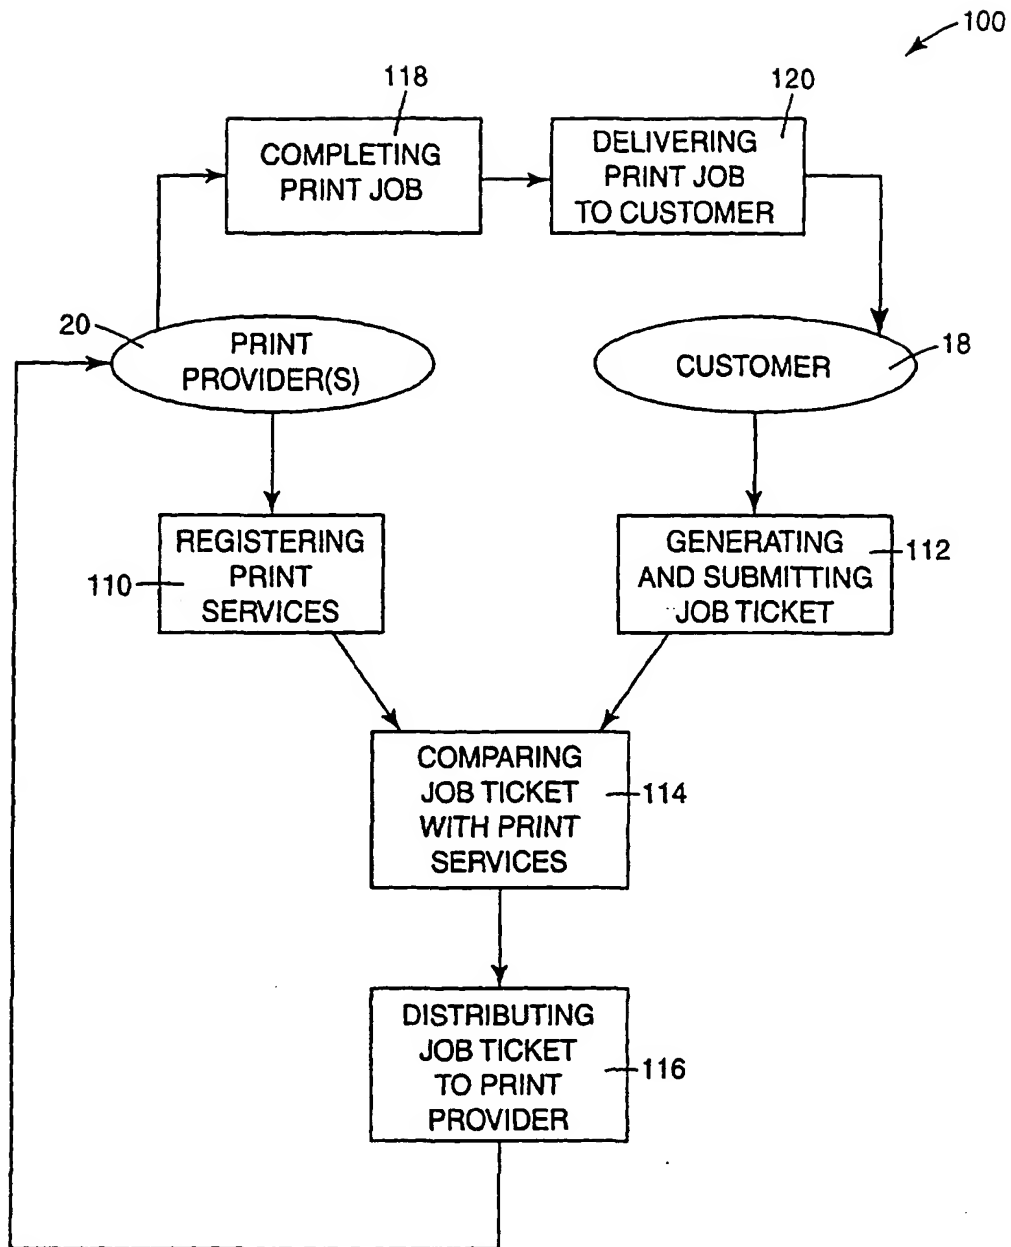 100
118
120
COMPLETING
PRINT JOB
DELIVERING
PRINT JOB
TO CUSTOMER
20
PRINT
PROVIDER(S)
CUSTOMER
18
REGISTERING
PRINT
SERVICES
110
GENERATING
AND SUBMITTING
JOB TICKET
112
COMPARING
JOB TICKET
WITH PRINT
SERVICES
114
DISTRIBUTING
JOB TICKET
TO PRINT
PROVIDER
116